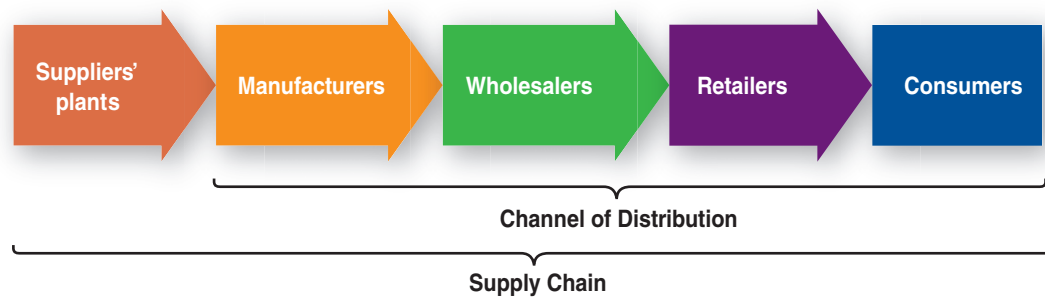 Suppliers'
plants
Manufacturers
Wholesalers
Retailers
Consumers
Channel of Distribution
Supply Chain